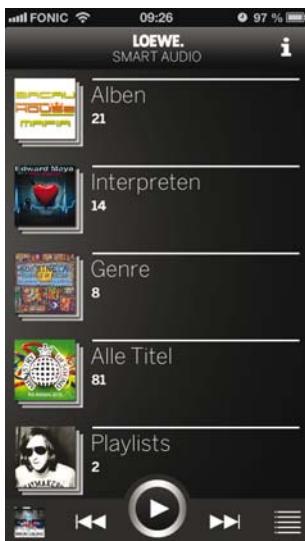 FONIC 09:26 97 %
LOEWE.
SMART AUDIO
i
Alben
21
Interpreten
14
Genre
8
Alle Titel
81
Playlists
2
Edward Maya
MAFIA